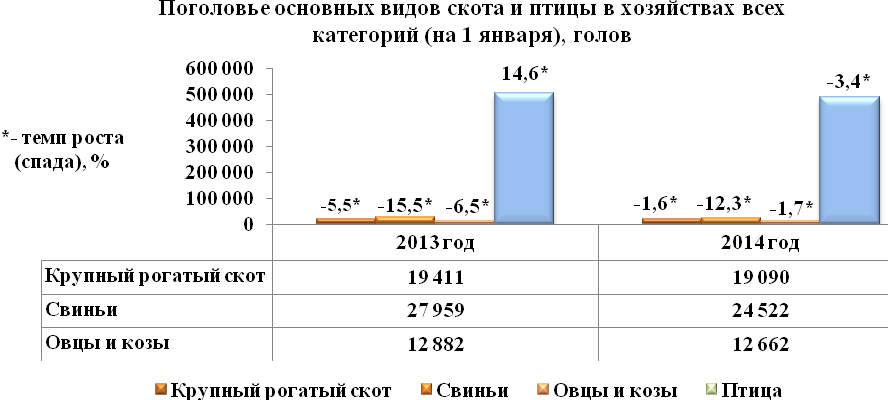 Поголовье основных видов скота и птицы в хозяйствах всех
категорий (на 1 января), голов
*- темп роста
(спада), %
600 000
500 000
400 000
300 000
200 000
100 000
0
-5,5* -15,5* -6,5* 14,6*
-1,6* -12,3* -1,7* -3,4*
2013 год 2014 год
Крупный рогатый скот 19 411 19 090
Свиньи 27 959 24 522
Овцы и козы 12 882 12 662
Крупный рогатый скот Свиньи Овцы и козы Птица